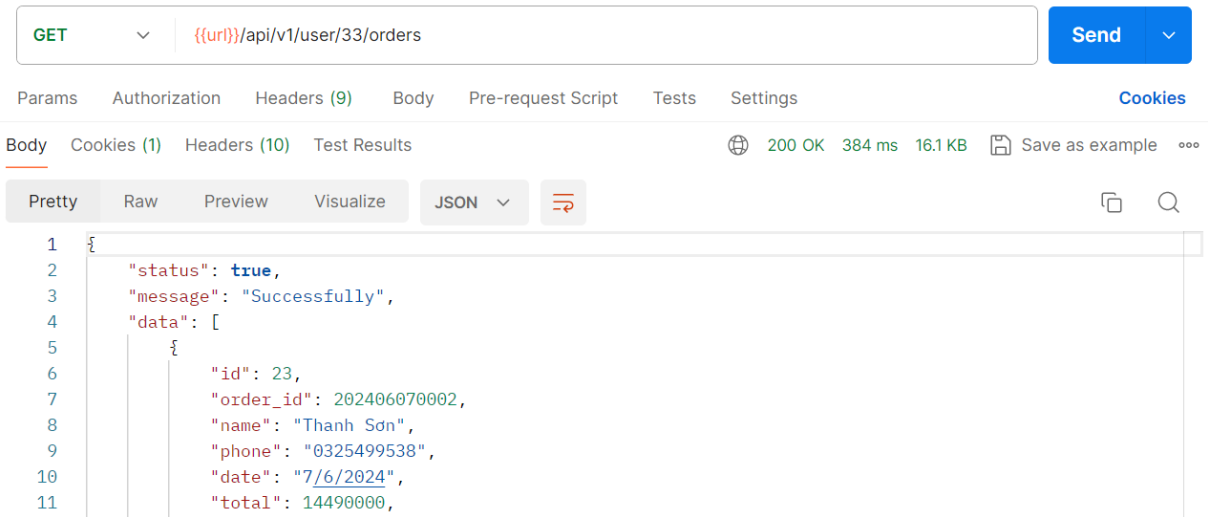 GET {{url}}/api/v1/user/33/orders Send
Params Authorization Headers (9) Body Pre-request Script Tests Settings Cookies
Body Cookies (1) Headers (10) Test Results 200 OK 384 ms 16.1 KB Save as example
Pretty Raw Preview Visualize JSON
1 {
2 "status": true,
3 "message": "Successfully",
4 "data": [
5 {
6 "id": 23,
7 "order_id": 202406070002,
8 "name": "Thanh Sơn",
9 "phone": "0325499538",
10 "date": "7/6/2024",
11 "total": 14490000,